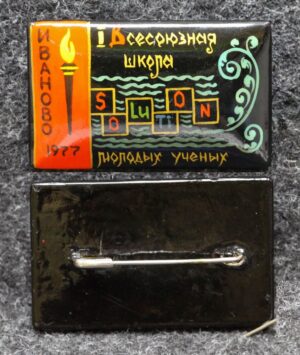 ИВАНОВО
1977
I Всесоюзная
школа
SOLUTION
молодых ученых